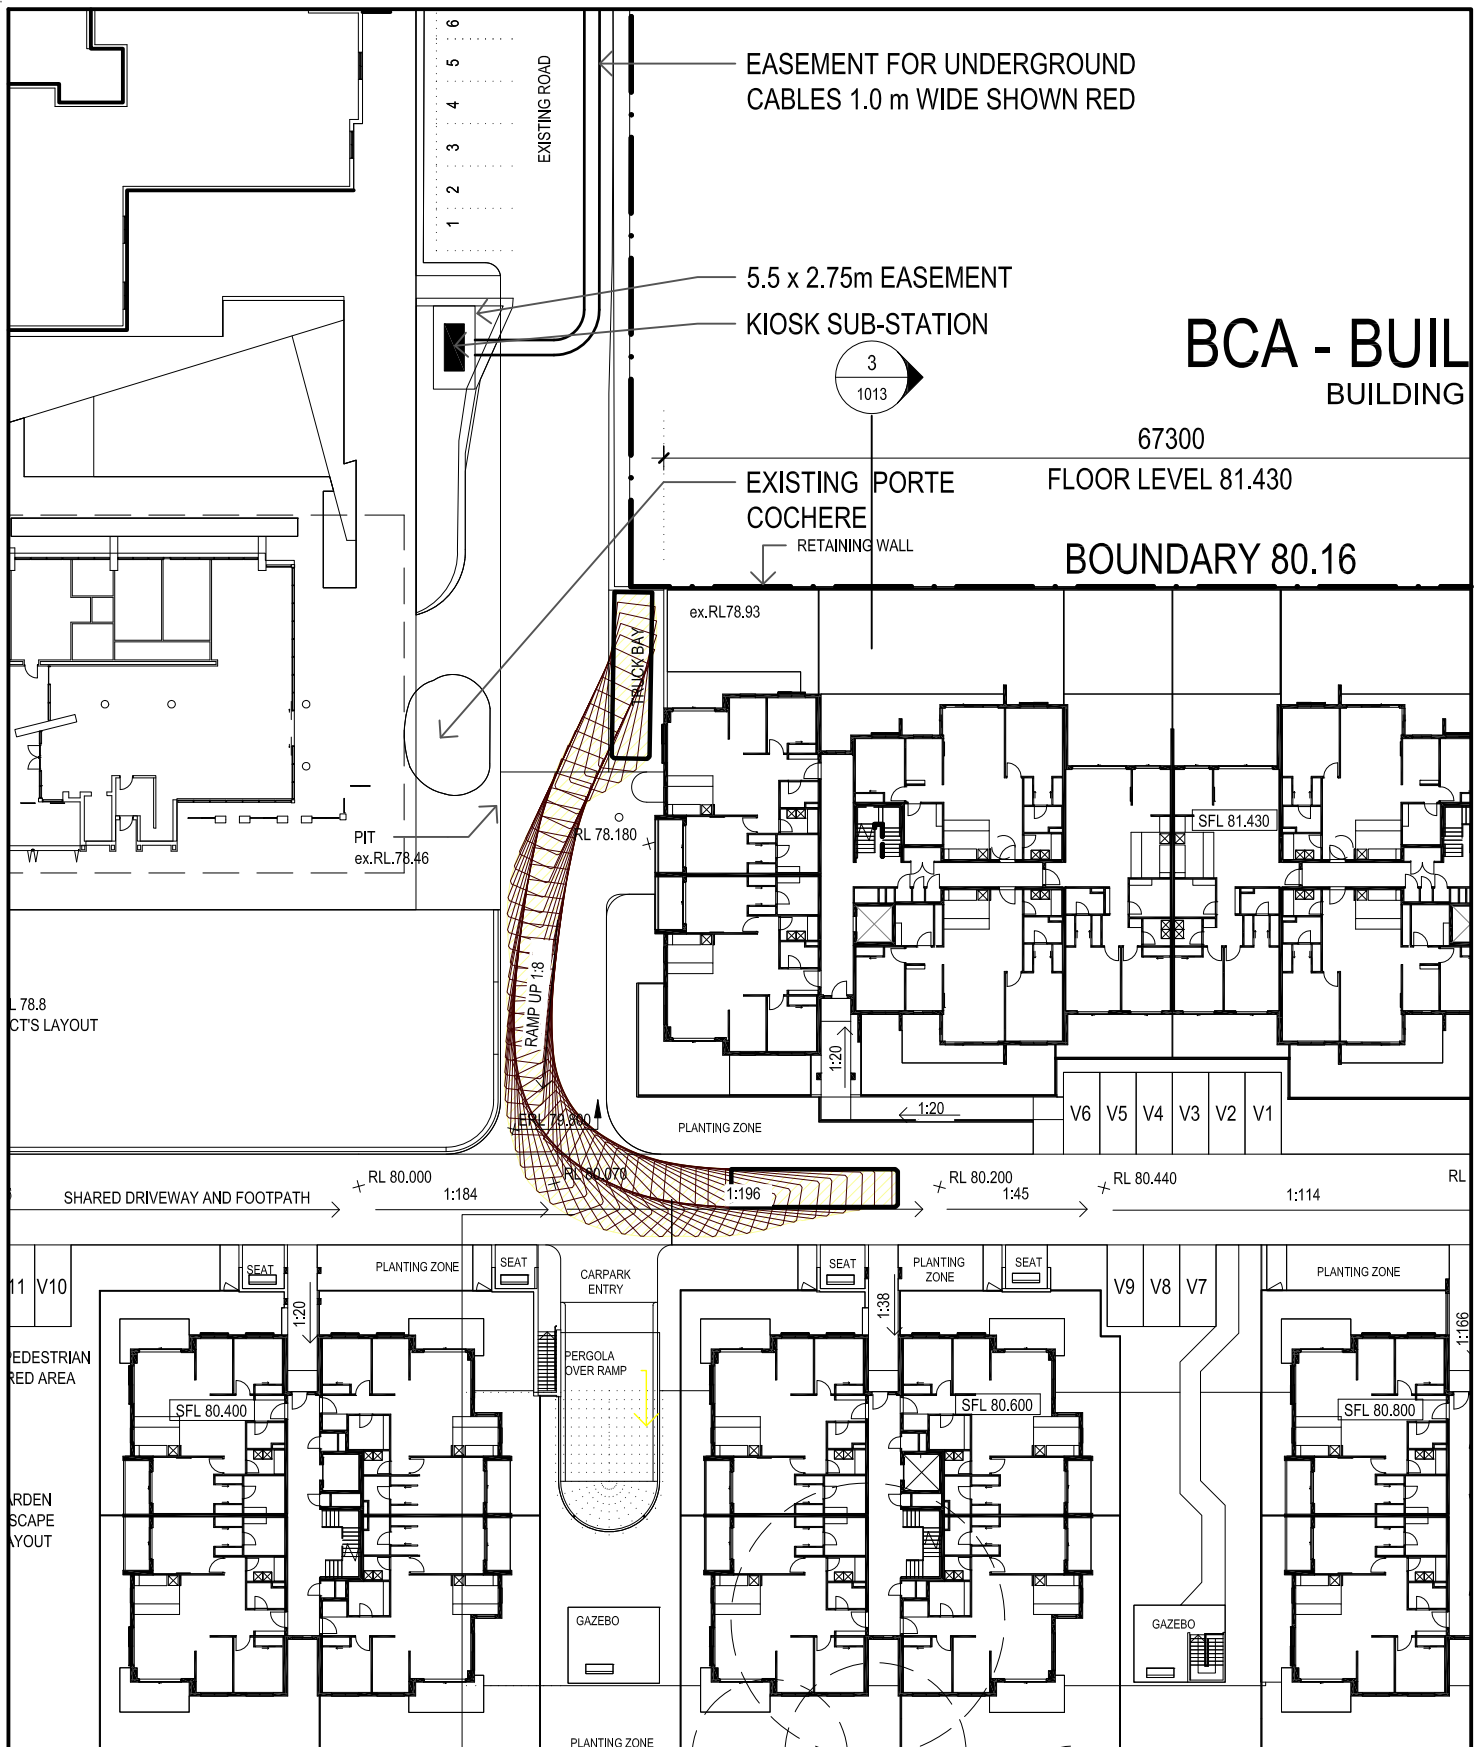 6
5
4
3
2
1
EXISTING ROAD
EASEMENT FOR UNDERGROUND
CABLES 1.0 m WIDE SHOWN RED
5.5 x 2.75m EASEMENT
KIOSK SUB-STATION
3
1013
BCA - BUIL
BUILDING
67300
FLOOR LEVEL 81.430
EXISTING PORTE
COCHERE
RETAINING WALL
BOUNDARY 80.16
ex.RL78.93
TRUCK BAY
PIT
ex.RL.78.46
RL 78.180
SFL 81.430
L 78.8
CT'S LAYOUT
RAMP UP 1:8
1:20
1:20
V6
V5
V4
V3
V2
V1
PLANTING ZONE
RL 80.000
RL 80.070
RL 80.200
RL 80.440
RL
SHARED DRIVEWAY AND FOOTPATH
1:184
1:196
1:45
1:114
SEAT
PLANTING ZONE
SEAT
CARPARK
ENTRY
SEAT
PLANTING
ZONE
SEAT
PLANTING ZONE
11
V10
V9
V8
V7
1:20
1:38
1:166
PEDESTRIAN
RED AREA
PERGOLA
OVER RAMP
SFL 80.400
SFL 80.600
SFL 80.800
ARDEN
SCAPE
AYOUT
GAZEBO
GAZEBO
PLANTING ZONE